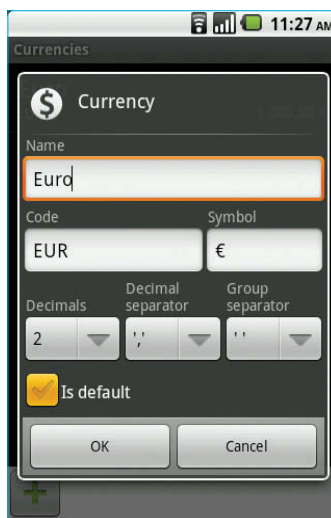 11:27 AM
Currencies
Currency
Name
Euro
Code
Symbol
EUR
€
Decimals
Decimal separator
Group separator
2
','
' '
Is default
OK
Cancel